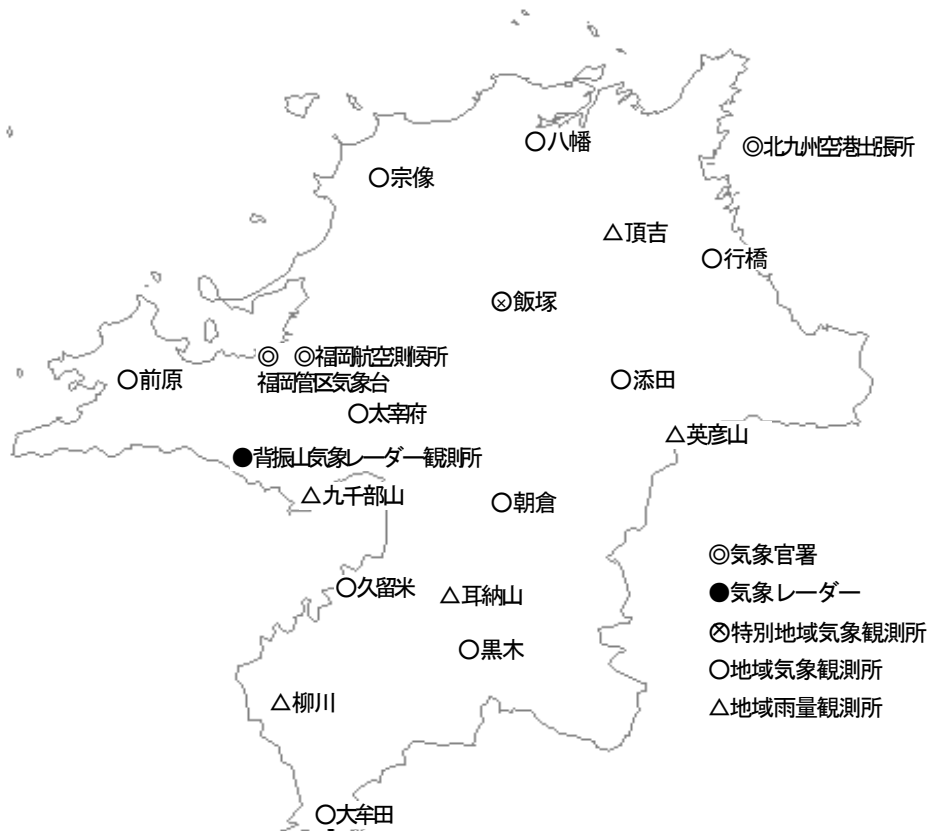 ○八幡
◎北九州空港出張所
○宗像
△頂吉
○行橋
⊗飯塚
◎ ◎福岡航空測候所
福岡管区気象台
○前原
○添田
○太宰府
△英彦山
●背振山気象レーダー観測所
△九千部山
○朝倉
◎気象官署
○久留米
△耳納山
●気象レーダー
⊗特別地域気象観測所
○黒木
○地域気象観測所
△柳川
△地域雨量観測所
○大牟田